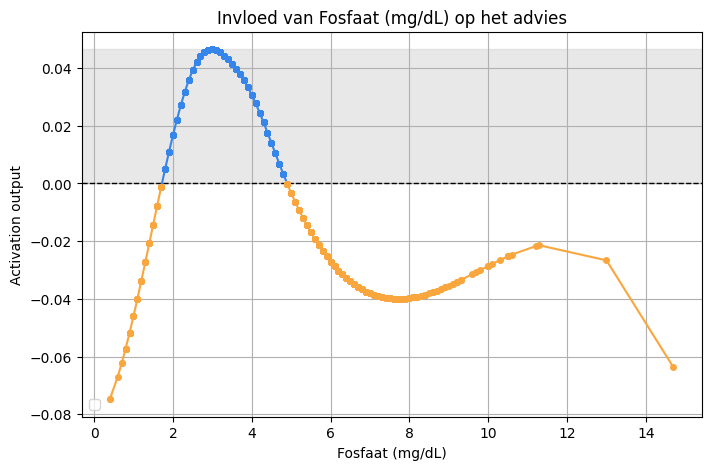 Invloed van Fosfaat (mg/dL) op het advies
Activation output
0.04
0.02
0.00
−0.02
−0.04
−0.06
−0.08
0 2 4 6 8 10 12 14
Fosfaat (mg/dL)